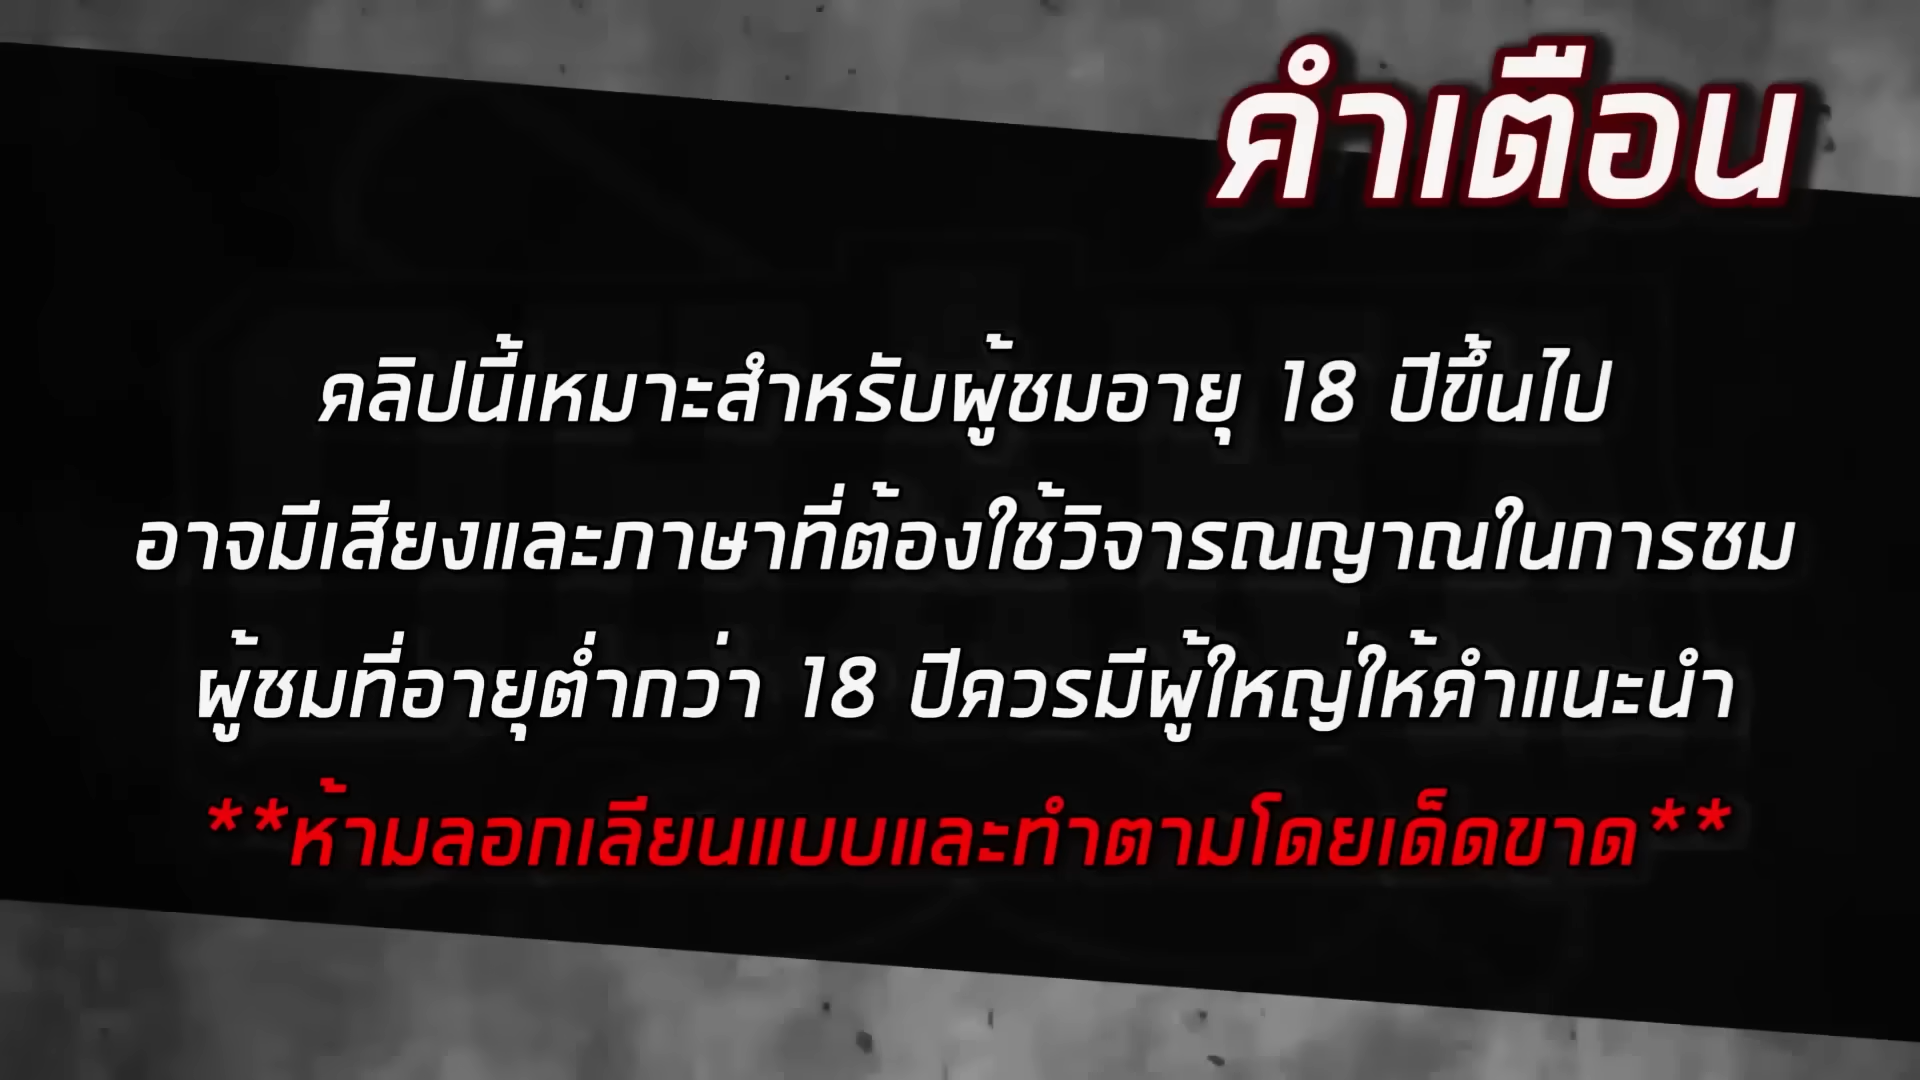 คำเตือน
คลิปนี้เหมาะสำหรับผู้ชมอายุ 18 ปีขึ้นไป
อาจมีเสียงและภาษาที่ต้องใช้วิจารณญาณในการชม
ผู้ชมที่อายุต่ำกว่า 18 ปีควรมีผู้ใหญ่ให้คำแนะนำ
**ห้ามลอกเลียนแบบและทำตามโดยเด็ดขาด**